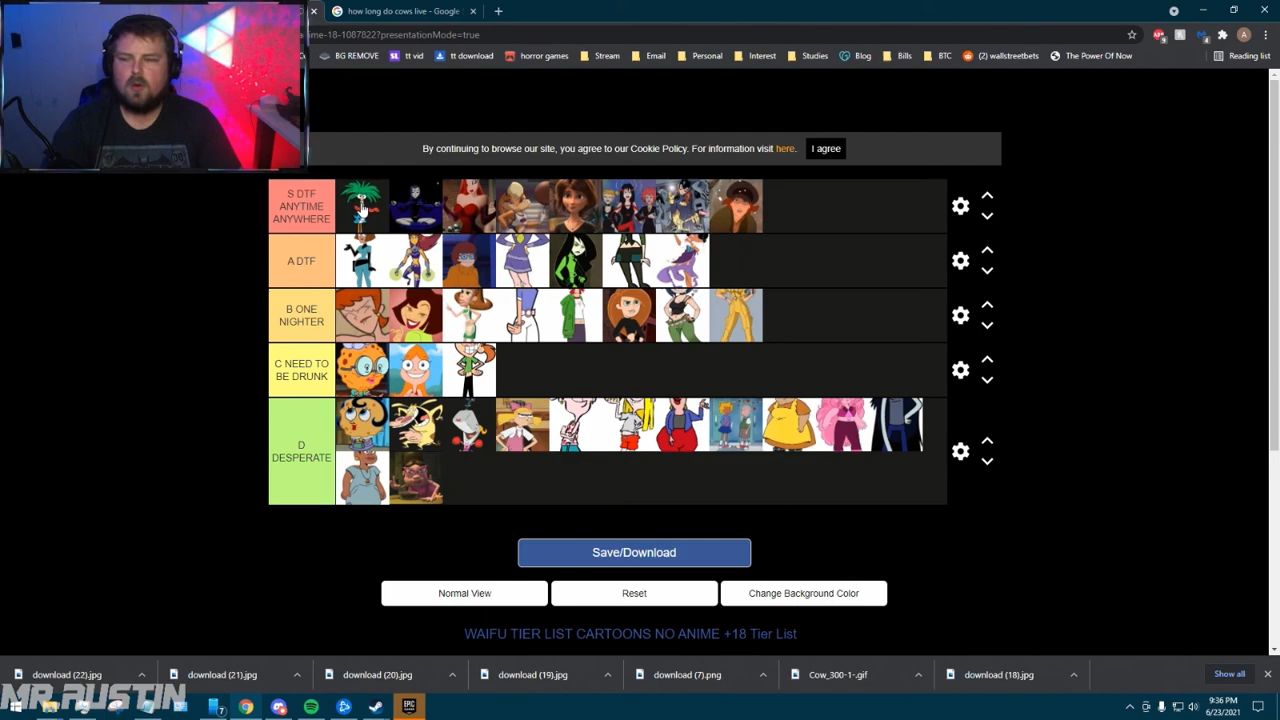 how long do cows live - Google S
ime-18-1087822?presentationMode=true
BG REMOVE
tt vid
tt download
horror games
Stream
Email
Personal
Interest
Studies
Blog
Bills
BTC
(2) wallstreetbets
The Power Of Now
Reading list
By continuing to browse our site, you agree to our Cookie Policy. For information visit here.
I agree
S DTF
ANYTIME
ANYWHERE
A DTF
B ONE
NIGHTER
C NEED TO
BE DRUNK
D
DESPERATE
Save/Download
Normal View
Reset
Change Background Color
WAIFU TIER LIST CARTOONS NO ANIME +18 Tier List
download (22).jpg
download (21).jpg
download (20).jpg
download (19).jpg
download (7).png
Cow_300-1-.gif
download (18).jpg
Show all
MR.AUSTIN
EPIC
9:36 PM
6/23/2021